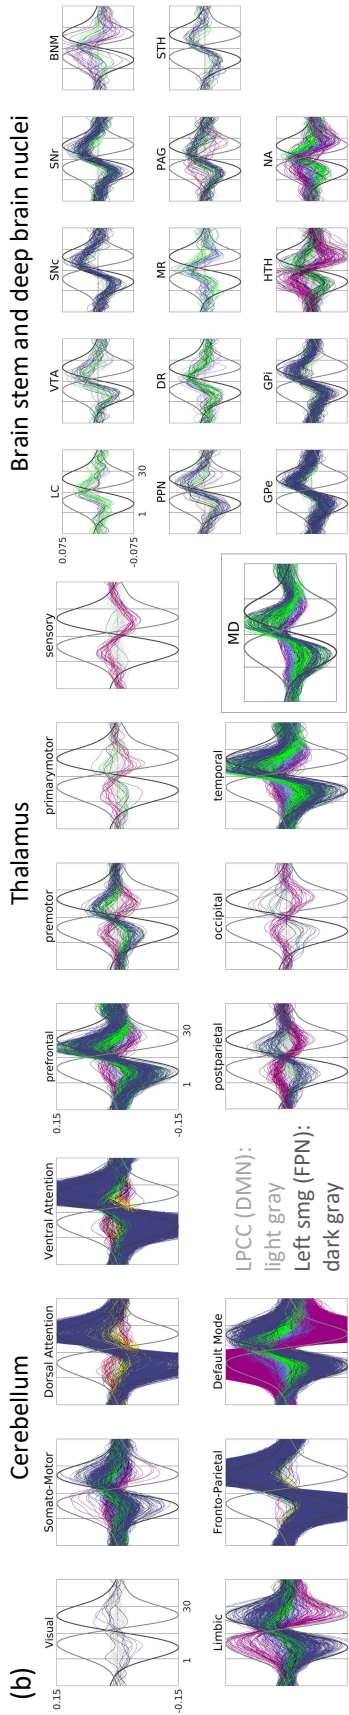 (b)
Cerebellum
Thalamus
Brain stem and deep brain nuclei
Visual
Somato-Motor
Dorsal Attention
Ventral Attention
0.15
-0.15
1
30
Limbic
Fronto-Parietal
Default Mode
LPCC (DMN):
light gray
Left smg (FPN):
dark gray
prefrontal
premotor
primarymotor
sensory
0.15
-0.15
1
30
postparietal
occipital
temporal
MD
LC
VTA
SNc
SNr
BNM
0.075
-0.075
1
30
PPN
DR
MR
PAG
STH
GPe
GPi
HTH
NA